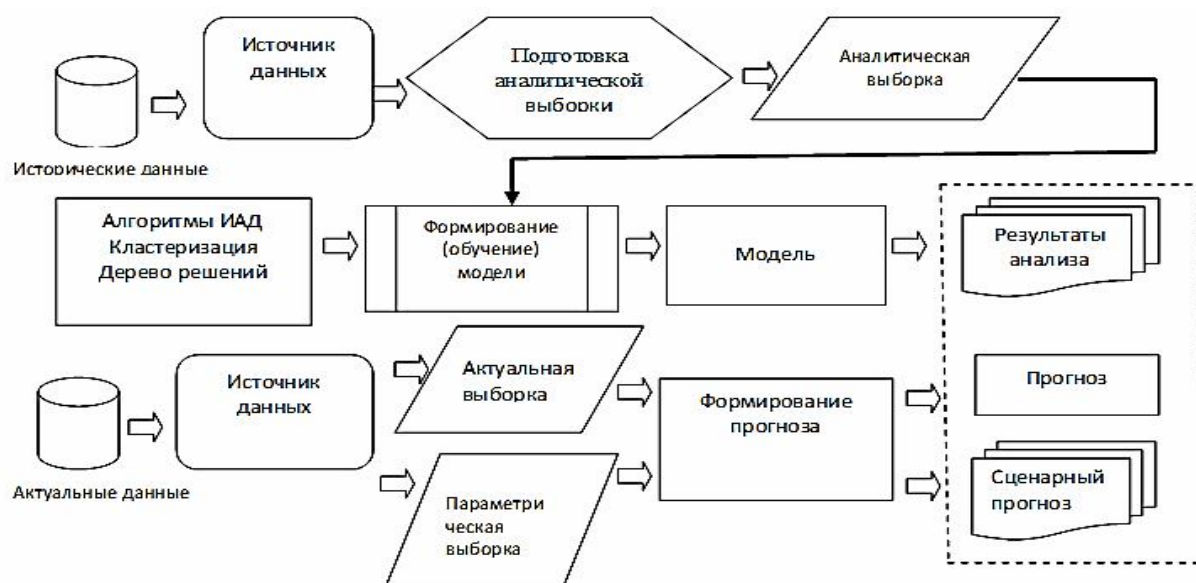 Источник
данных
Подготовка
аналитической
выборки
Аналитическая
выборка
Исторические данные
Алгоритмы ИАД
Кластеризация
Дерево решений
Формирование
(обучение)
модели
Модель
Результаты
анализа
Источник
данных
Актуальная
выборка
Формирование
прогноза
Прогноз
Актуальные данные
Параметри
ческая
выборка
Сценарный
прогноз